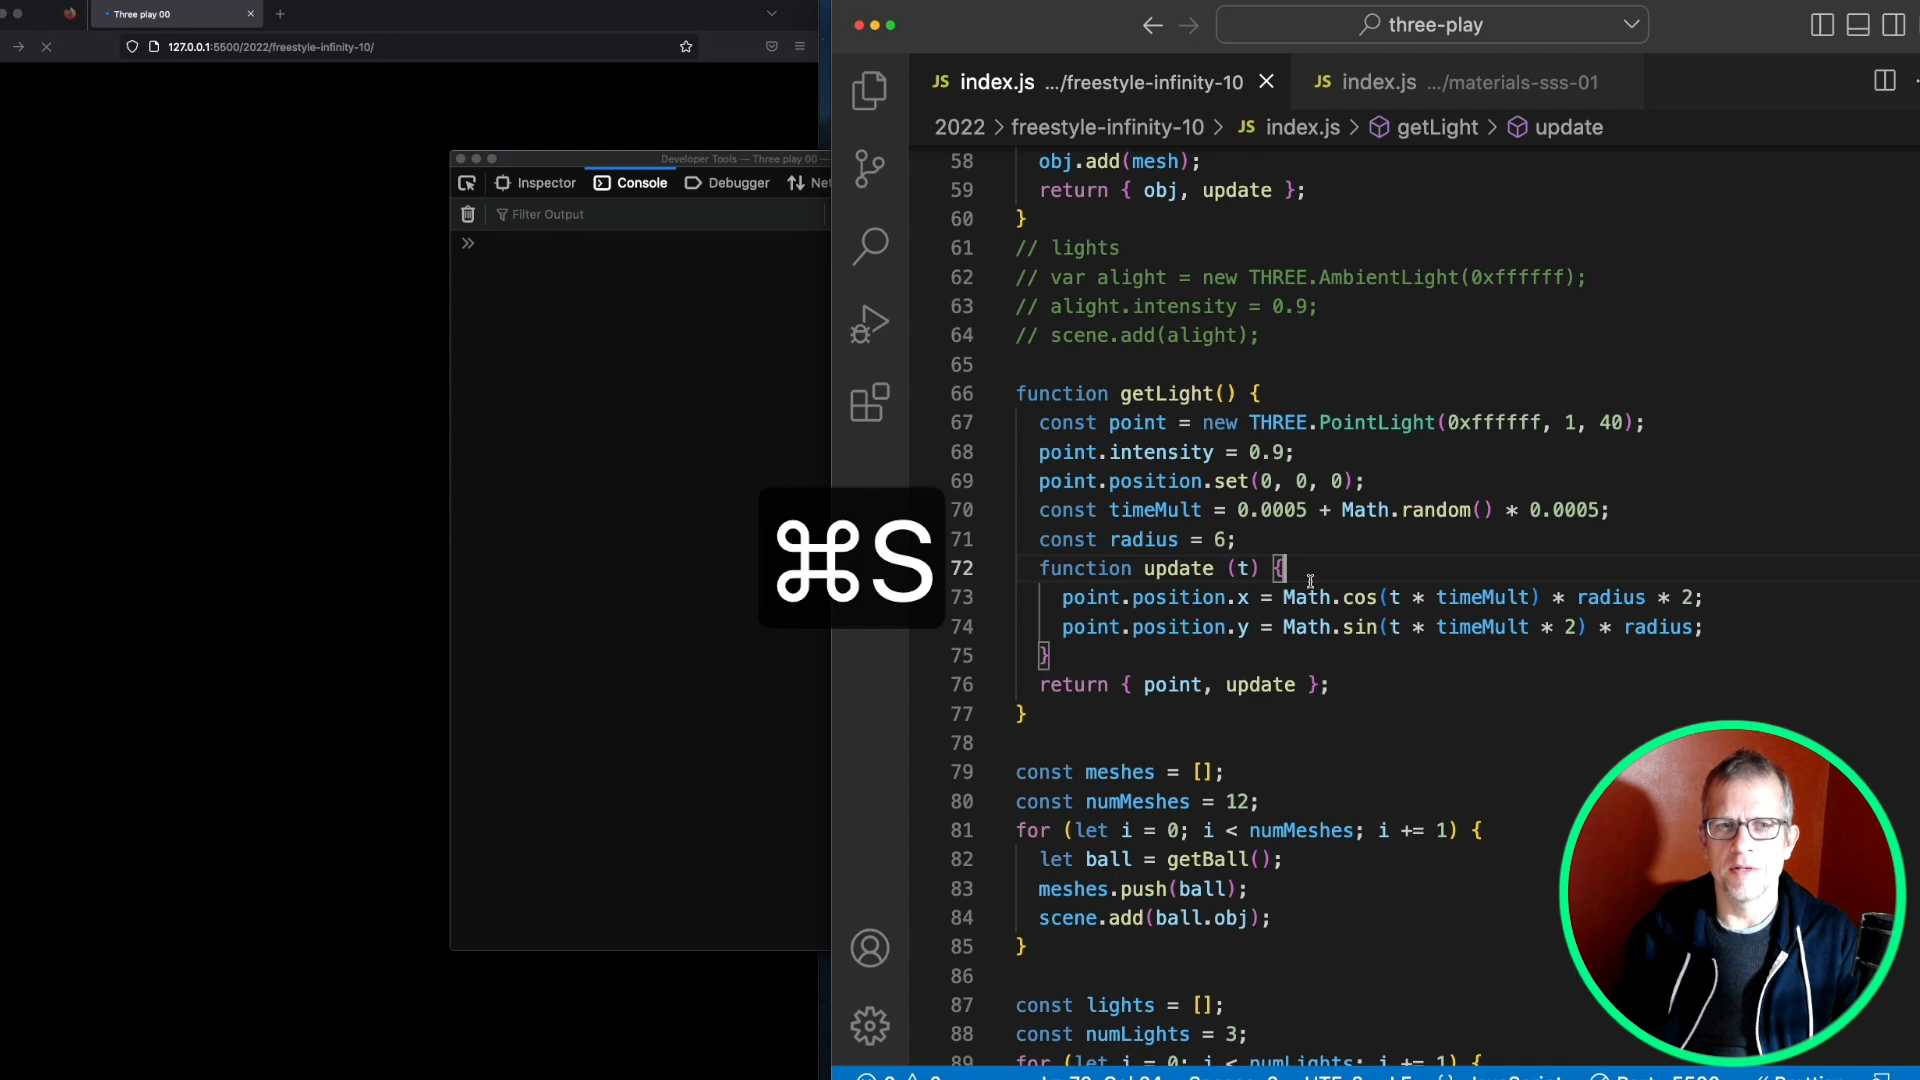 Three play 00
127.0.0.1:5500/2022/freestyle-infinity-10/
Developer Tools — Three play 00 —
Inspector
Console
Debugger
Net
Filter Output
⌘S
three-play
JS index.js .../freestyle-infinity-10
JS index.js .../materials-sss-01
2022 > freestyle-infinity-10 > JS index.js > getLight > update
58 obj.add(mesh);
59 return { obj, update };
60 }
61 // lights
62 // var alight = new THREE.AmbientLight(0xffffff);
63 // alight.intensity = 0.9;
64 // scene.add(alight);
65
66 function getLight() {
67 const point = new THREE.PointLight(0xffffff, 1, 40);
68 point.intensity = 0.9;
69 point.position.set(0, 0, 0);
70 const timeMult = 0.0005 + Math.random() * 0.0005;
71 const radius = 6;
72 function update (t) {
73 point.position.x = Math.cos(t * timeMult) * radius * 2;
74 point.position.y = Math.sin(t * timeMult * 2) * radius;
75 }
76 return { point, update };
77 }
78
79 const meshes = [];
80 const numMeshes = 12;
81 for (let i = 0; i < numMeshes; i += 1) {
82 let ball = getBall();
83 meshes.push(ball);
84 scene.add(ball.obj);
85 }
86
87 const lights = [];
88 const numLights = 3;
89 for (let i = 0; i < numLights; i += 1) {